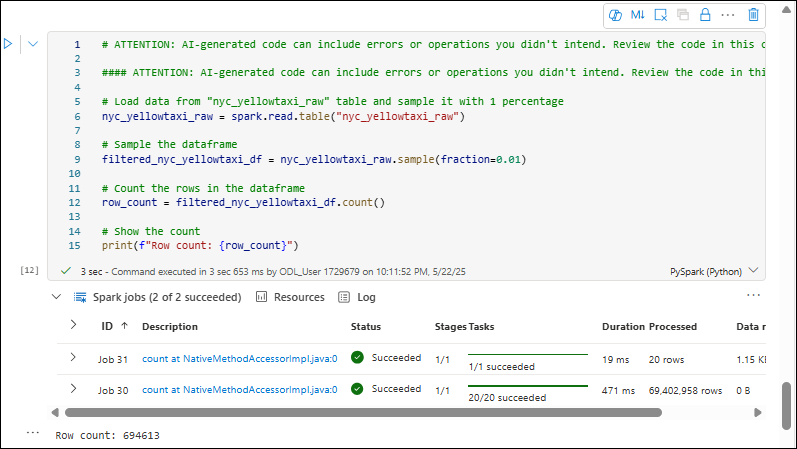 M↓
1 # ATTENTION: AI-generated code can include errors or operations you didn't intend. Review the code in this c
2
3 #### ATTENTION: AI-generated code can include errors or operations you didn't intend. Review the code in thi
4
5 # Load data from "nyc_yellowtaxi_raw" table and sample it with 1 percentage
6 nyc_yellowtaxi_raw = spark.read.table("nyc_yellowtaxi_raw")
7
8 # Sample the dataframe
9 filtered_nyc_yellowtaxi_df = nyc_yellowtaxi_raw.sample(fraction=0.01)
10
11 # Count the rows in the dataframe
12 row_count = filtered_nyc_yellowtaxi_df.count()
13
14 # Show the count
15 print(f"Row count: {row_count}")
[12] 3 sec - Command executed in 3 sec 653 ms by ODL_User 1729679 on 10:11:52 PM, 5/22/25 PySpark (Python)
Spark jobs (2 of 2 succeeded) Resources Log
ID ↑ Description Status Stages Tasks Duration Processed Data r
Job 31 count at NativeMethodAccessorImpl.java:0 Succeeded 1/1 1/1 succeeded 19 ms 20 rows 1.15 KI
Job 30 count at NativeMethodAccessorImpl.java:0 Succeeded 1/1 20/20 succeeded 471 ms 69,402,958 rows 0 B
Row count: 694613